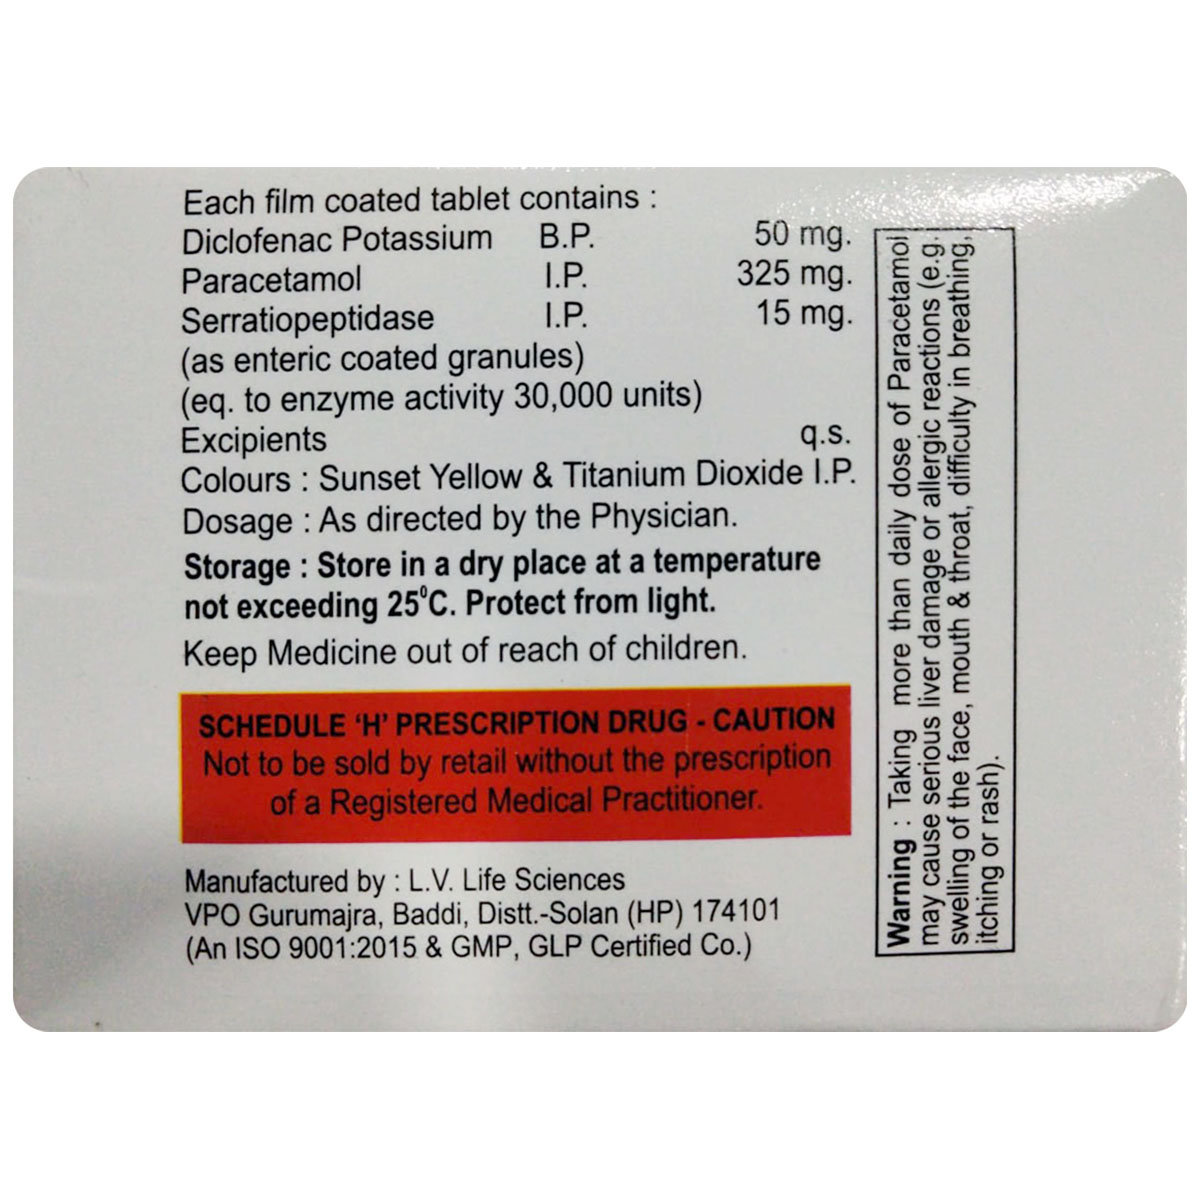 Each film coated tablet contains :
Diclofenac Potassium B.P. 50 mg.
Paracetamol I.P. 325 mg.
Serratiopeptidase I.P. 15 mg.
(as enteric coated granules)
(eq. to enzyme activity 30,000 units)
Excipients q.s.
Colours : Sunset Yellow & Titanium Dioxide I.P.
Dosage : As directed by the Physician.
Storage : Store in a dry place at a temperature
not exceeding 25⁰C. Protect from light.
Keep Medicine out of reach of children.
SCHEDULE ‘H’ PRESCRIPTION DRUG - CAUTION
Not to be sold by retail without the prescription
of a Registered Medical Practitioner.
Manufactured by : L.V. Life Sciences
VPO Gurumajra, Baddi, Distt.-Solan (HP) 174101
(An ISO 9001:2015 & GMP, GLP Certified Co.)
Warning : Taking more than daily dose of Paracetamol
may cause serious liver damage or allergic reactions (e.g.
swelling of the face, mouth & throat, difficulty in breathing,
itching or rash).